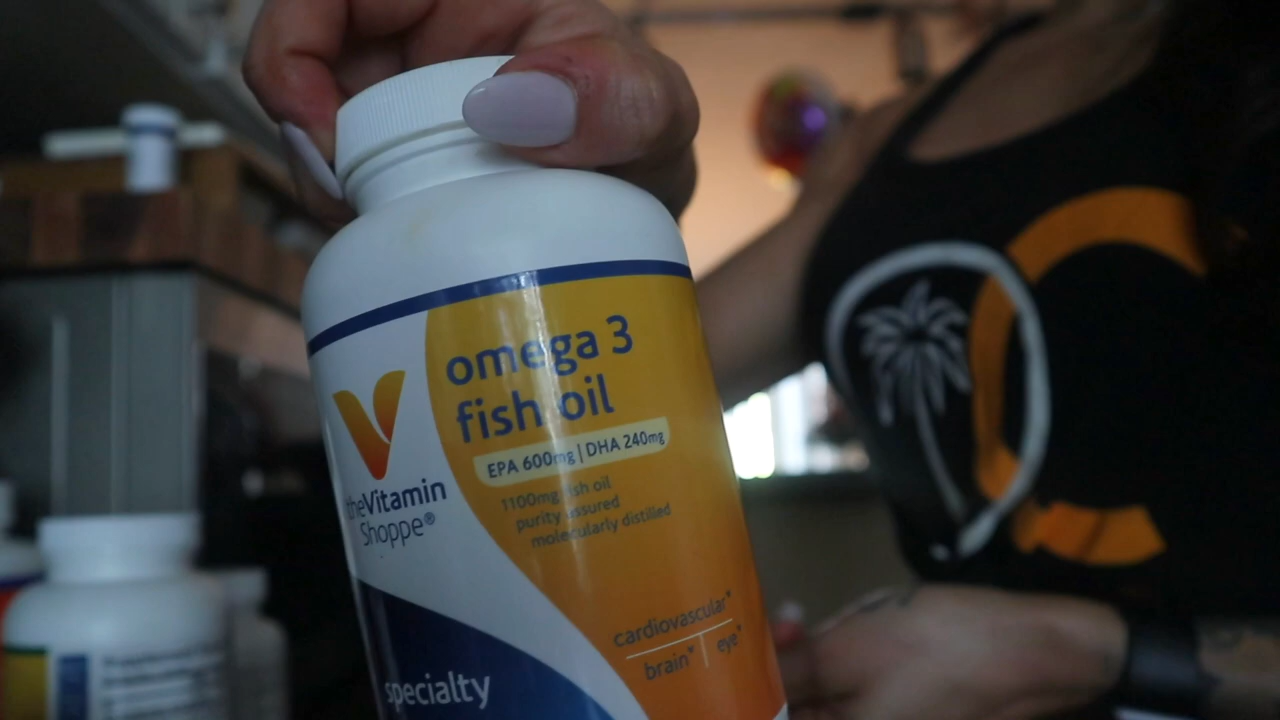 omega 3
fish oil
EPA 600mg | DHA 240mg
1100mg fish oil
purity assured
molecularly distilled
theVitamin
Shoppe®
cardiovascular*
brain* eye*
specialty